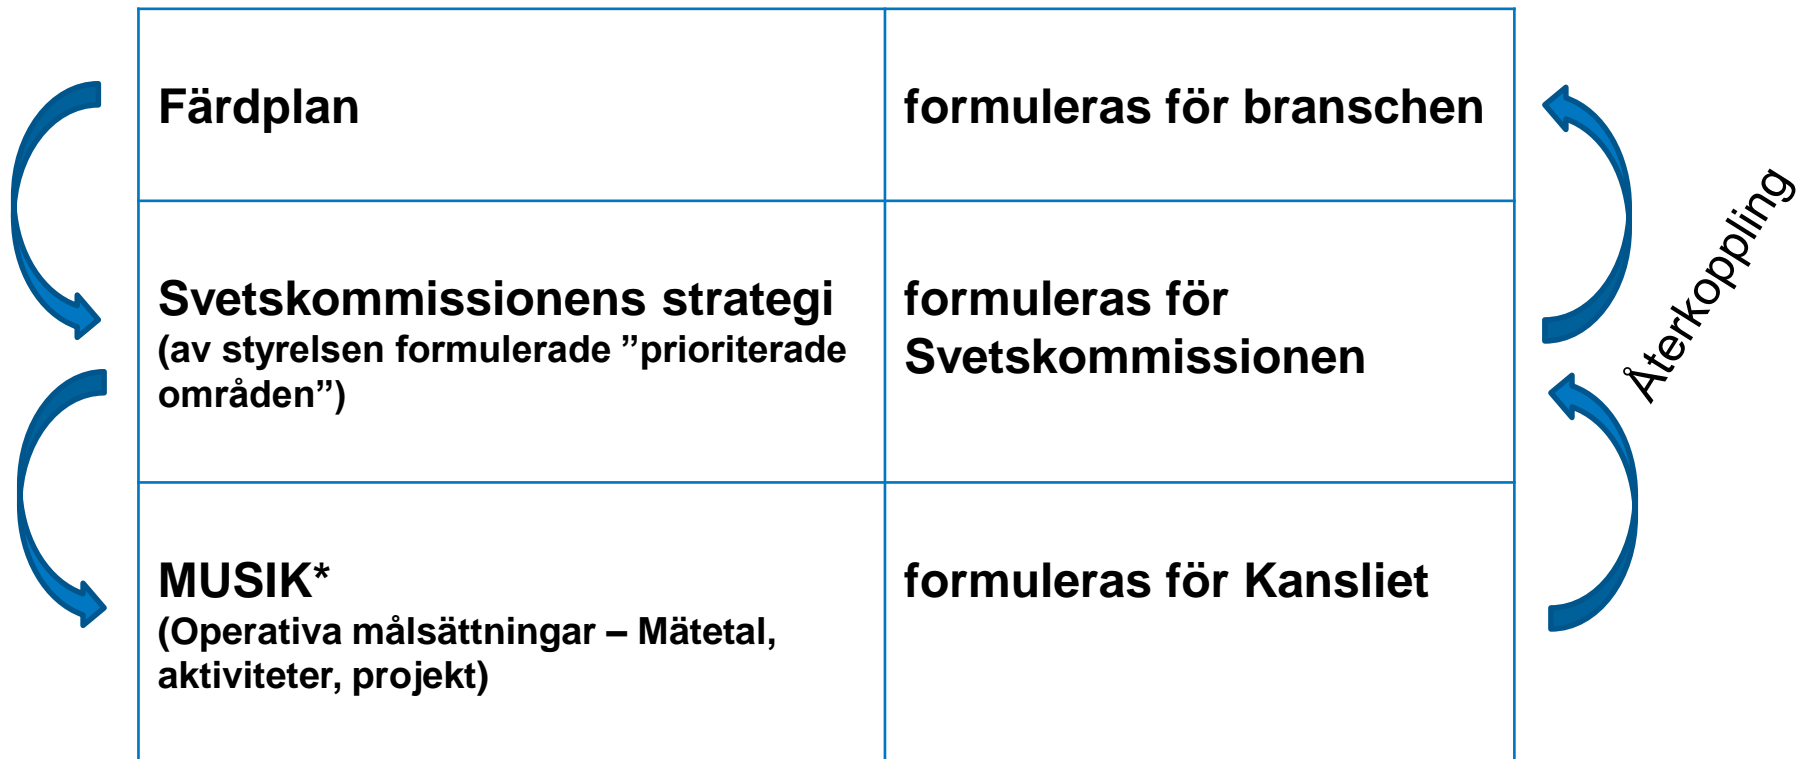 Färdplan
formuleras för branschen
Svetskommissionens strategi
(av styrelsen formulerade ”prioriterade
områden”)
formuleras för
Svetskommissionen
MUSIK*
(Operativa målsättningar – Mätetal,
aktiviteter, projekt)
formuleras för Kansliet
Återkoppling